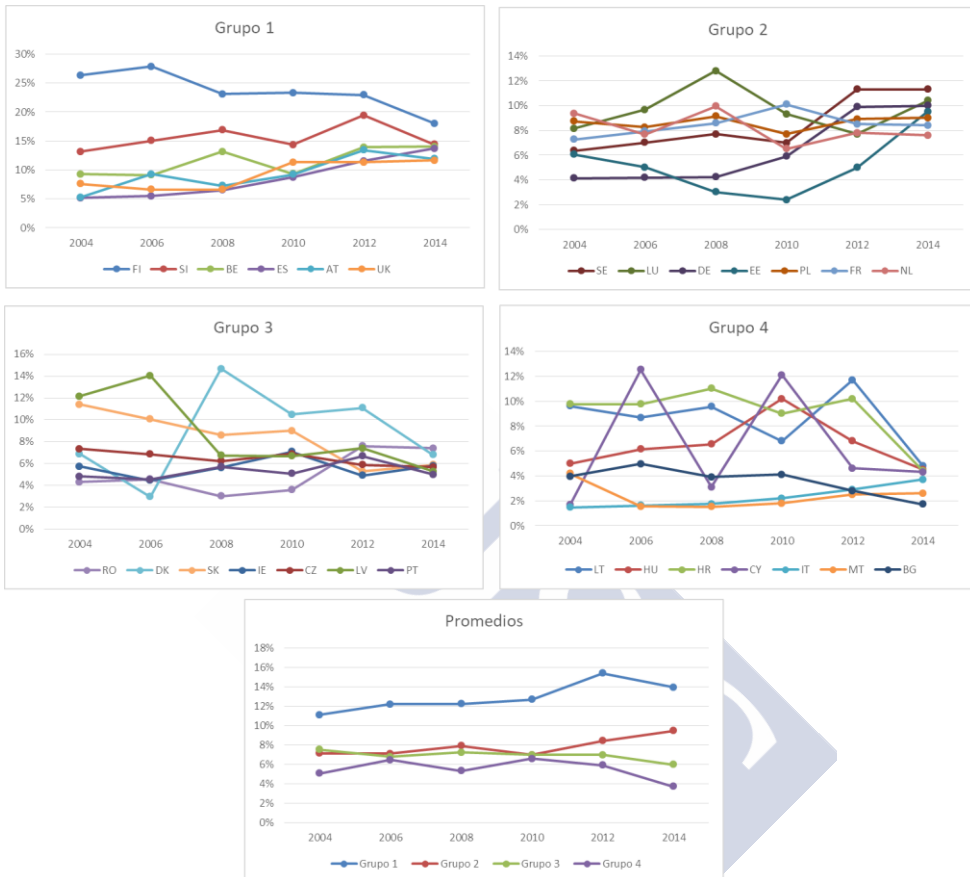 Grupo 1
30%
25%
20%
15%
10%
5%
0%
2004 2006 2008 2010 2012 2014
FI SI BE ES AT UK
Grupo 2
14%
12%
10%
8%
6%
4%
2%
0%
2004 2006 2008 2010 2012 2014
SE LU DE EE PL FR NL
Grupo 3
16%
14%
12%
10%
8%
6%
4%
2%
0%
2004 2006 2008 2010 2012 2014
RO DK SK IE CZ LV PT
Grupo 4
14%
12%
10%
8%
6%
4%
2%
0%
2004 2006 2008 2010 2012 2014
LT HU HR CY IT MT BG
Promedios
18%
16%
14%
12%
10%
8%
6%
4%
2%
0%
2004 2006 2008 2010 2012 2014
Grupo 1 Grupo 2 Grupo 3 Grupo 4